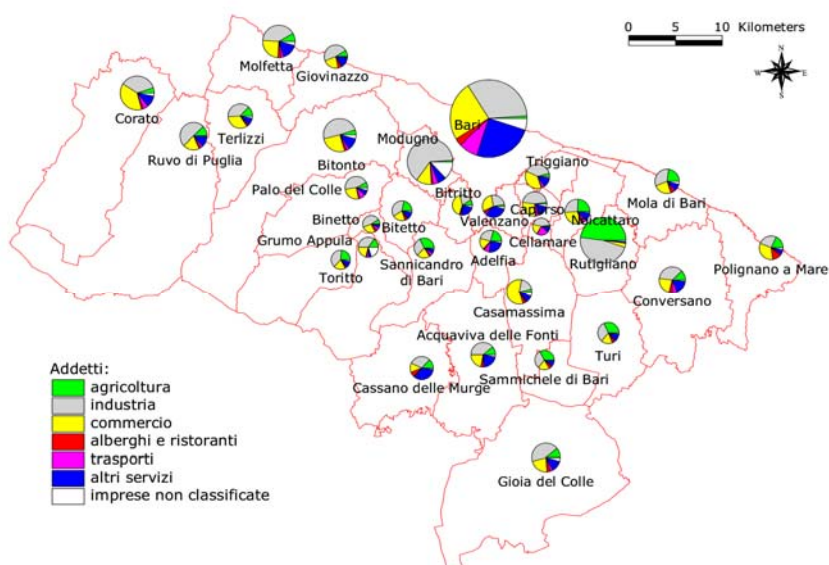 0 5 10 Kilometers
N
W E
S
Molfetta
Giovinazzo
Corato
Terlizzi
Ruvo di Puglia
Bari
Modugno
Bitonto
Triggiano
Palo del Colle
Bitritto
Mola di Bari
Capurso
Noicattaro
Binetto
Bitetto
Valenzano
Cellamare
Grumo Appula
Adelfia
Rutigliano
Sannicandro
di Bari
Toritto
Polignano a Mare
Conversano
Casamassima
Acquaviva delle Fonti
Turi
Cassano delle Murge
Sammichele di Bari
Gioia del Colle
Addetti:
agricoltura
industria
commercio
alberghi e ristoranti
trasporti
altri servizi
imprese non classificate